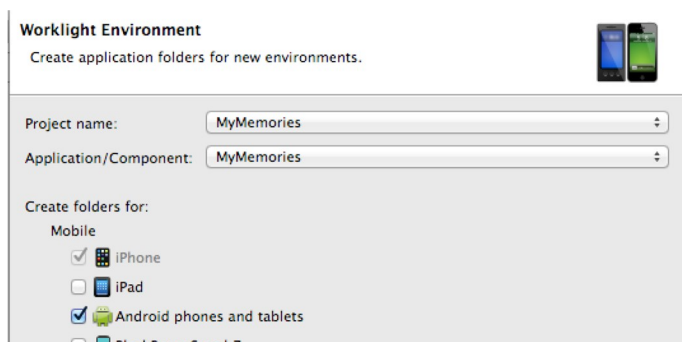 Worklight Environment
Create application folders for new environments.
Project name: MyMemories
Application/Component: MyMemories
Create folders for:
Mobile
iPhone
iPad
Android phones and tablets